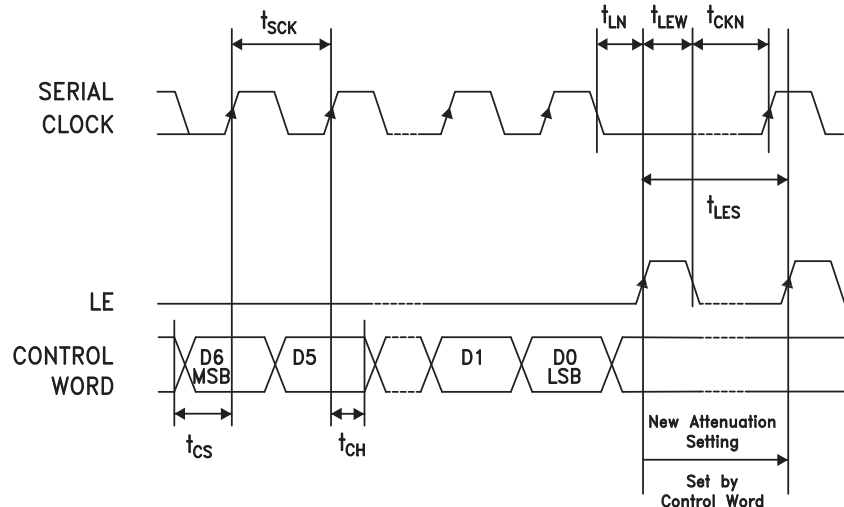 tSCK
tLN tLEW tCKN
SERIAL
CLOCK
tLES
LE
CONTROL
WORD
D6
MSB
D5
D1
D0
LSB
tCS
tCH
New Attenuation
Setting
Set by
Control Word